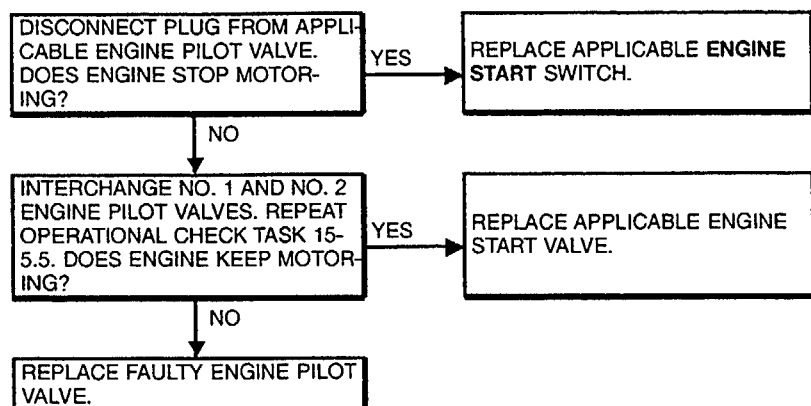 DISCONNECT PLUG FROM APPLI-
CABLE ENGINE PILOT VALVE.
DOES ENGINE STOP MOTOR-
ING?
YES
REPLACE APPLICABLE ENGINE
START SWITCH.
NO
INTERCHANGE NO. 1 AND NO. 2
ENGINE PILOT VALVES. REPEAT
OPERATIONAL CHECK TASK 15-
5.5. DOES ENGINE KEEP MOTOR-
ING?
YES
REPLACE APPLICABLE ENGINE
START VALVE.
NO
REPLACE FAULTY ENGINE PILOT
VALVE.